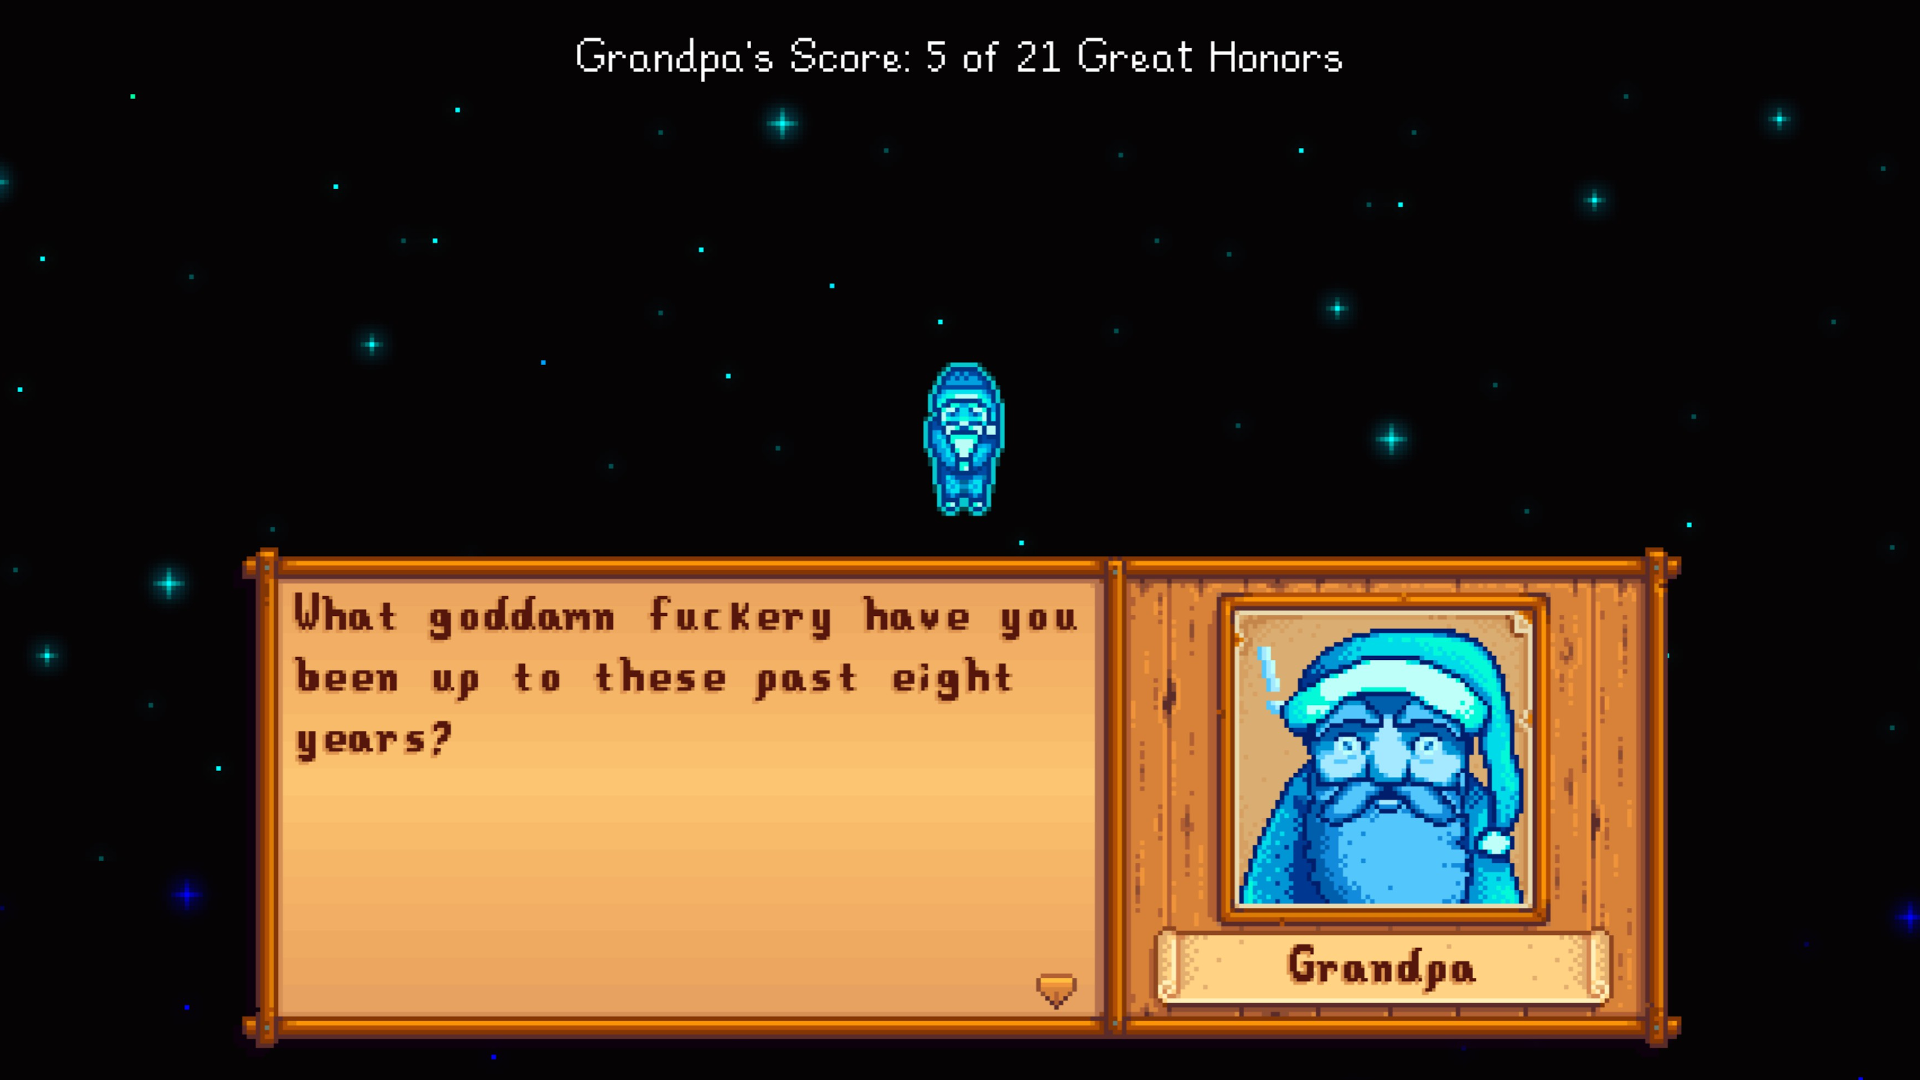 Grandpa's Score: 5 of 21 Great Honors
What goddamn fuckery have you
been up to these past eight
years?
Grandpa